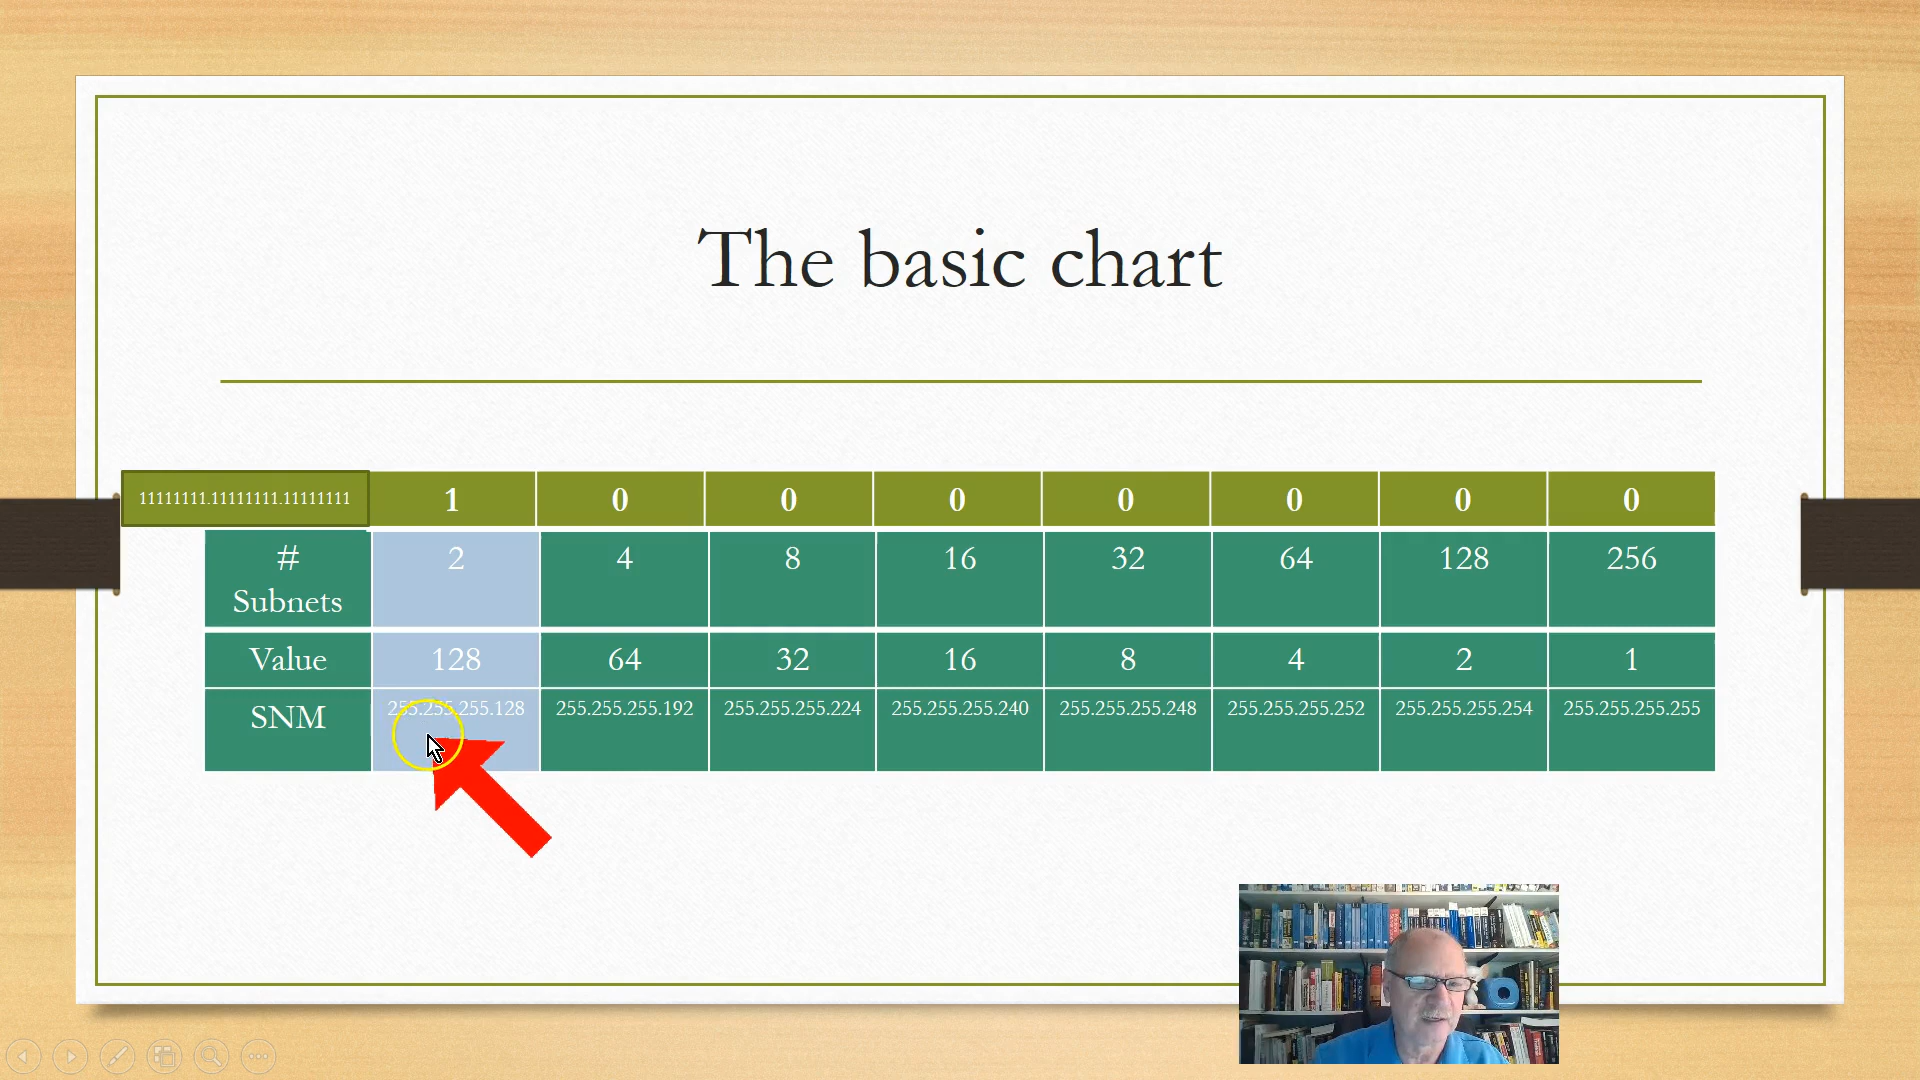 The basic chart
11111111.11111111.11111111 1 0 0 0 0 0 0 0
# Subnets 2 4 8 16 32 64 128 256
Value 128 64 32 16 8 4 2 1
SNM 255.255.255.128 255.255.255.192 255.255.255.224 255.255.255.240 255.255.255.248 255.255.255.252 255.255.255.254 255.255.255.255